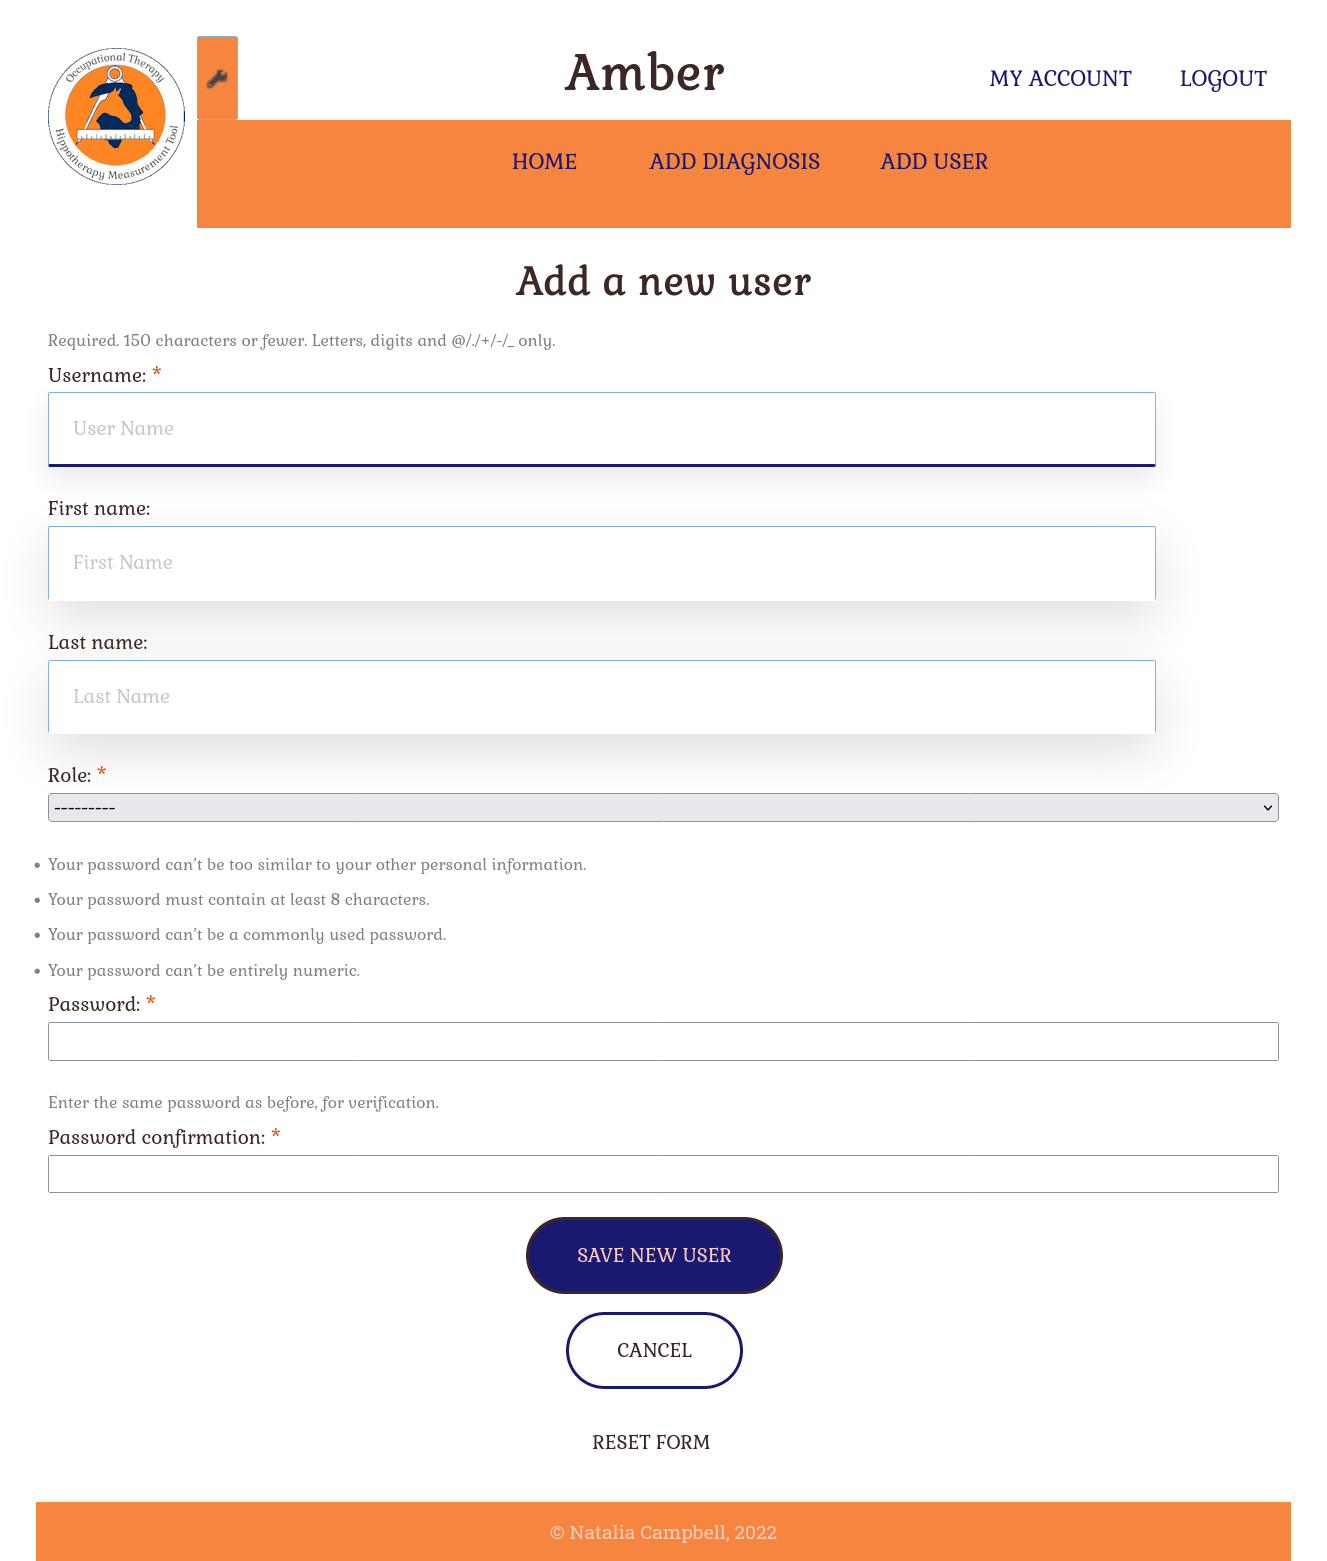 Occupational Therapy
Hippotherapy Measurement Tool
Amber
MY ACCOUNT
LOGOUT
HOME
ADD DIAGNOSIS
ADD USER
Add a new user
Required. 150 characters or fewer. Letters, digits and @/./+/-/_ only.
Username: *
User Name
First name:
First Name
Last name:
Last Name
Role: *
---------
• Your password can’t be too similar to your other personal information.
• Your password must contain at least 8 characters.
• Your password can’t be a commonly used password.
• Your password can’t be entirely numeric.
Password: *
Enter the same password as before, for verification.
Password confirmation: *
SAVE NEW USER
CANCEL
RESET FORM
© Natalia Campbell, 2022